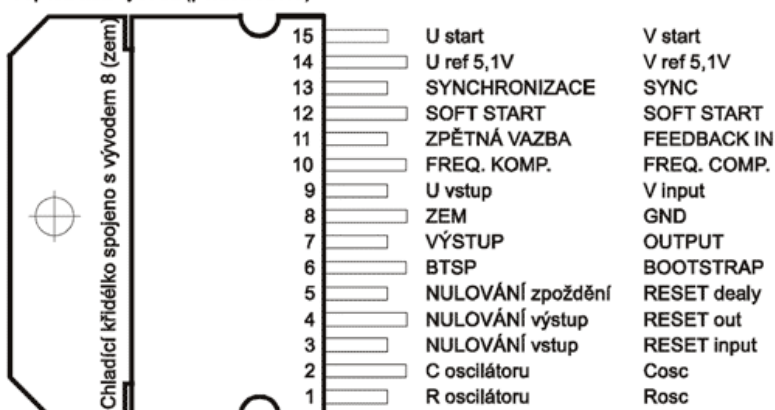 Chladící křidélko spojeno s vývodem 8 (zem)
15 U start V start
14 U ref 5,1V V ref 5,1V
13 SYNCHRONIZACE SYNC
12 SOFT START SOFT START
11 ZPĚTNÁ VAZBA FEEDBACK IN
10 FREQ. KOMP. FREQ. COMP.
9 U vstup V input
8 ZEM GND
7 VÝSTUP OUTPUT
6 BTSP BOOTSTRAP
5 NULOVÁNÍ zpoždění RESET dealy
4 NULOVÁNÍ výstup RESET out
3 NULOVÁNÍ vstup RESET input
2 C oscilátoru Cosc
1 R oscilátoru Rosc